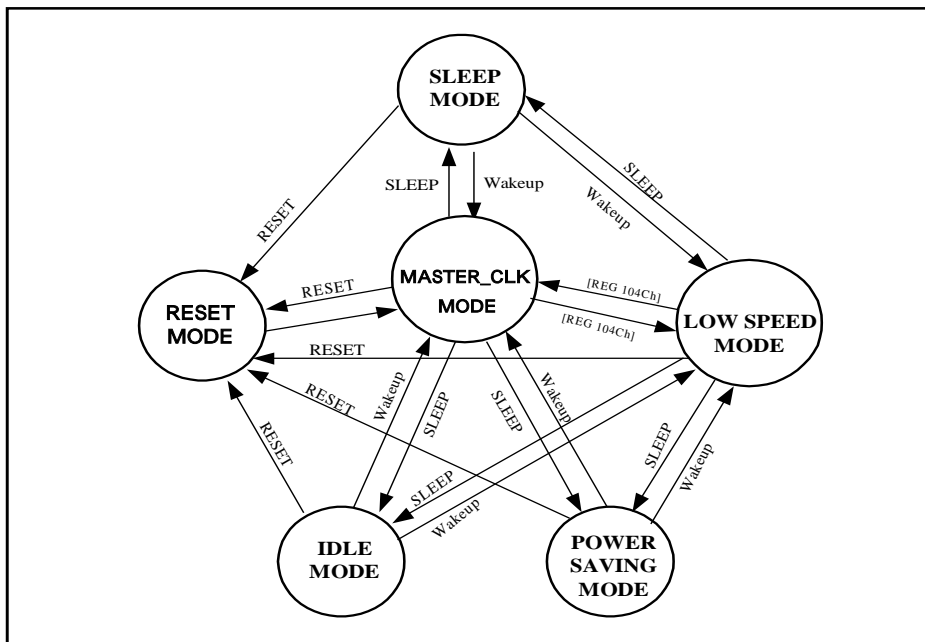 SLEEP
MODE
SLEEP
Wakeup
SLEEP
Wakeup
RESET
MASTER_CLK
MODE
RESET
[REG 104Ch]
[REG 104Ch]
RESET
MODE
LOW SPEED
MODE
RESET
RESET
Wakeup
SLEEP
SLEEP
Wakeup
SLEEP
Wakeup
RESET
SLEEP
Wakeup
IDLE
MODE
POWER
SAVING
MODE